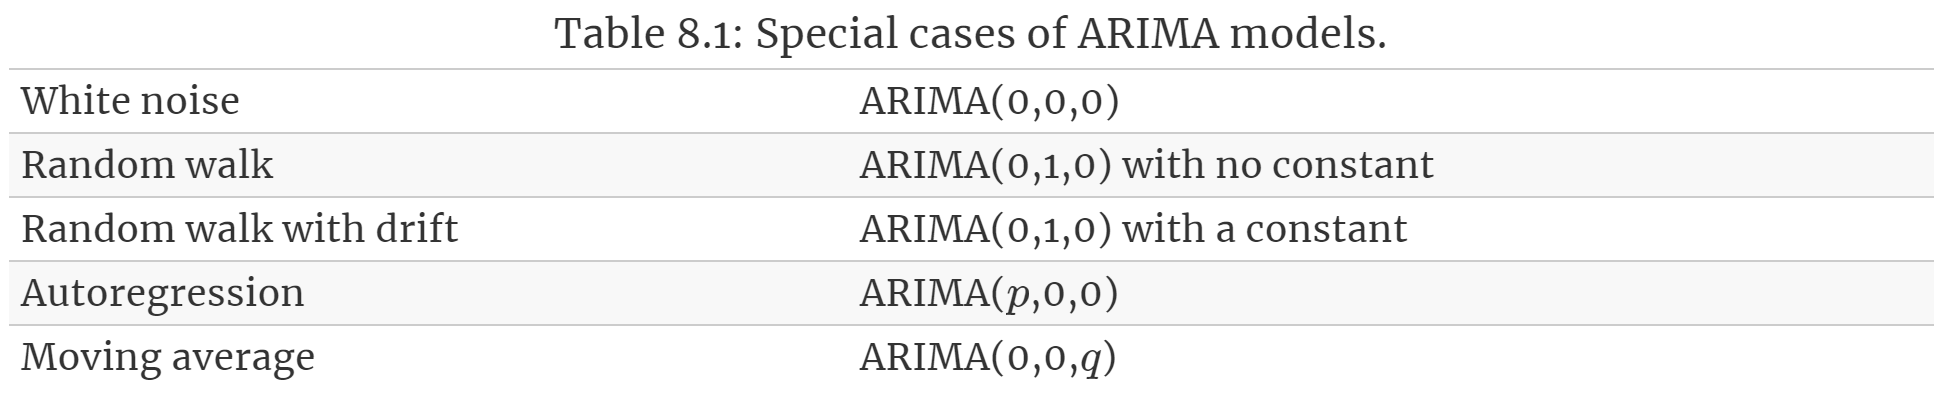 Table 8.1: Special cases of ARIMA models.
White noise ARIMA(0,0,0)
Random walk ARIMA(0,1,0) with no constant
Random walk with drift ARIMA(0,1,0) with a constant
Autoregression ARIMA(p,0,0)
Moving average ARIMA(0,0,q)